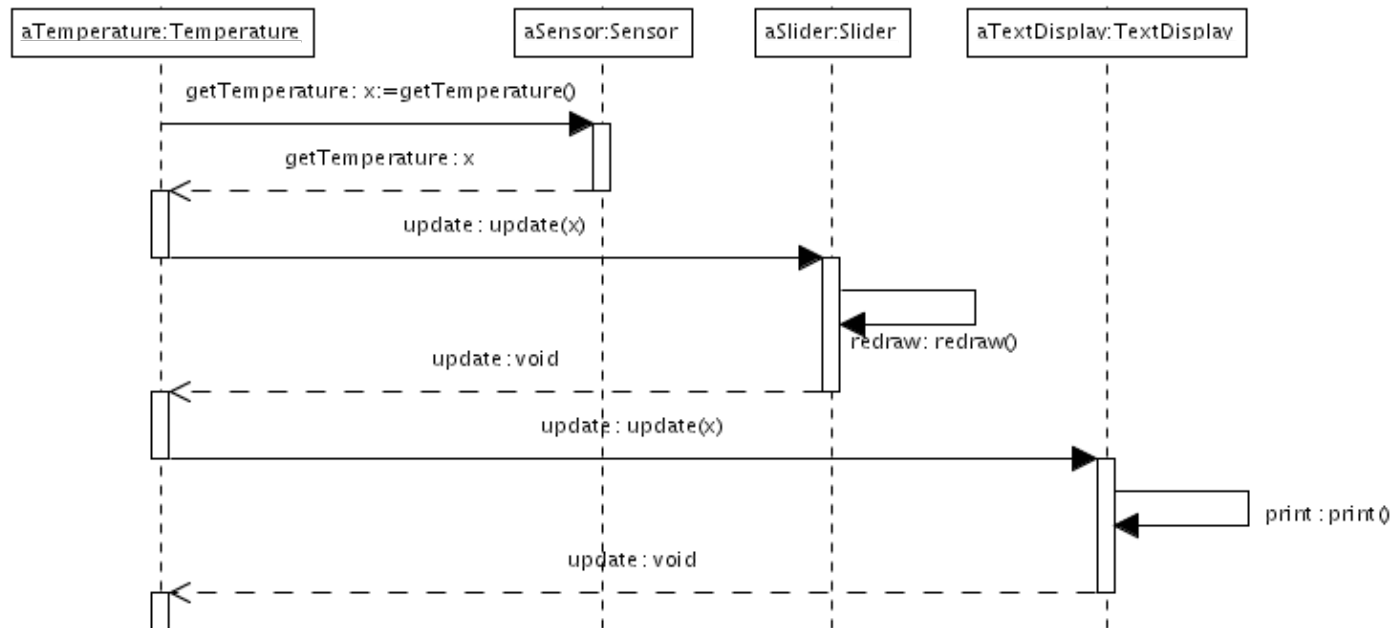 aTemperature:Temperature
aSensor:Sensor
aSlider:Slider
aTextDisplay:TextDisplay
getTemperature: x:=getTemperature()
getTemperature: x
update: update(x)
redraw: redraw()
update:void
update: update(x)
print:print()
update:void